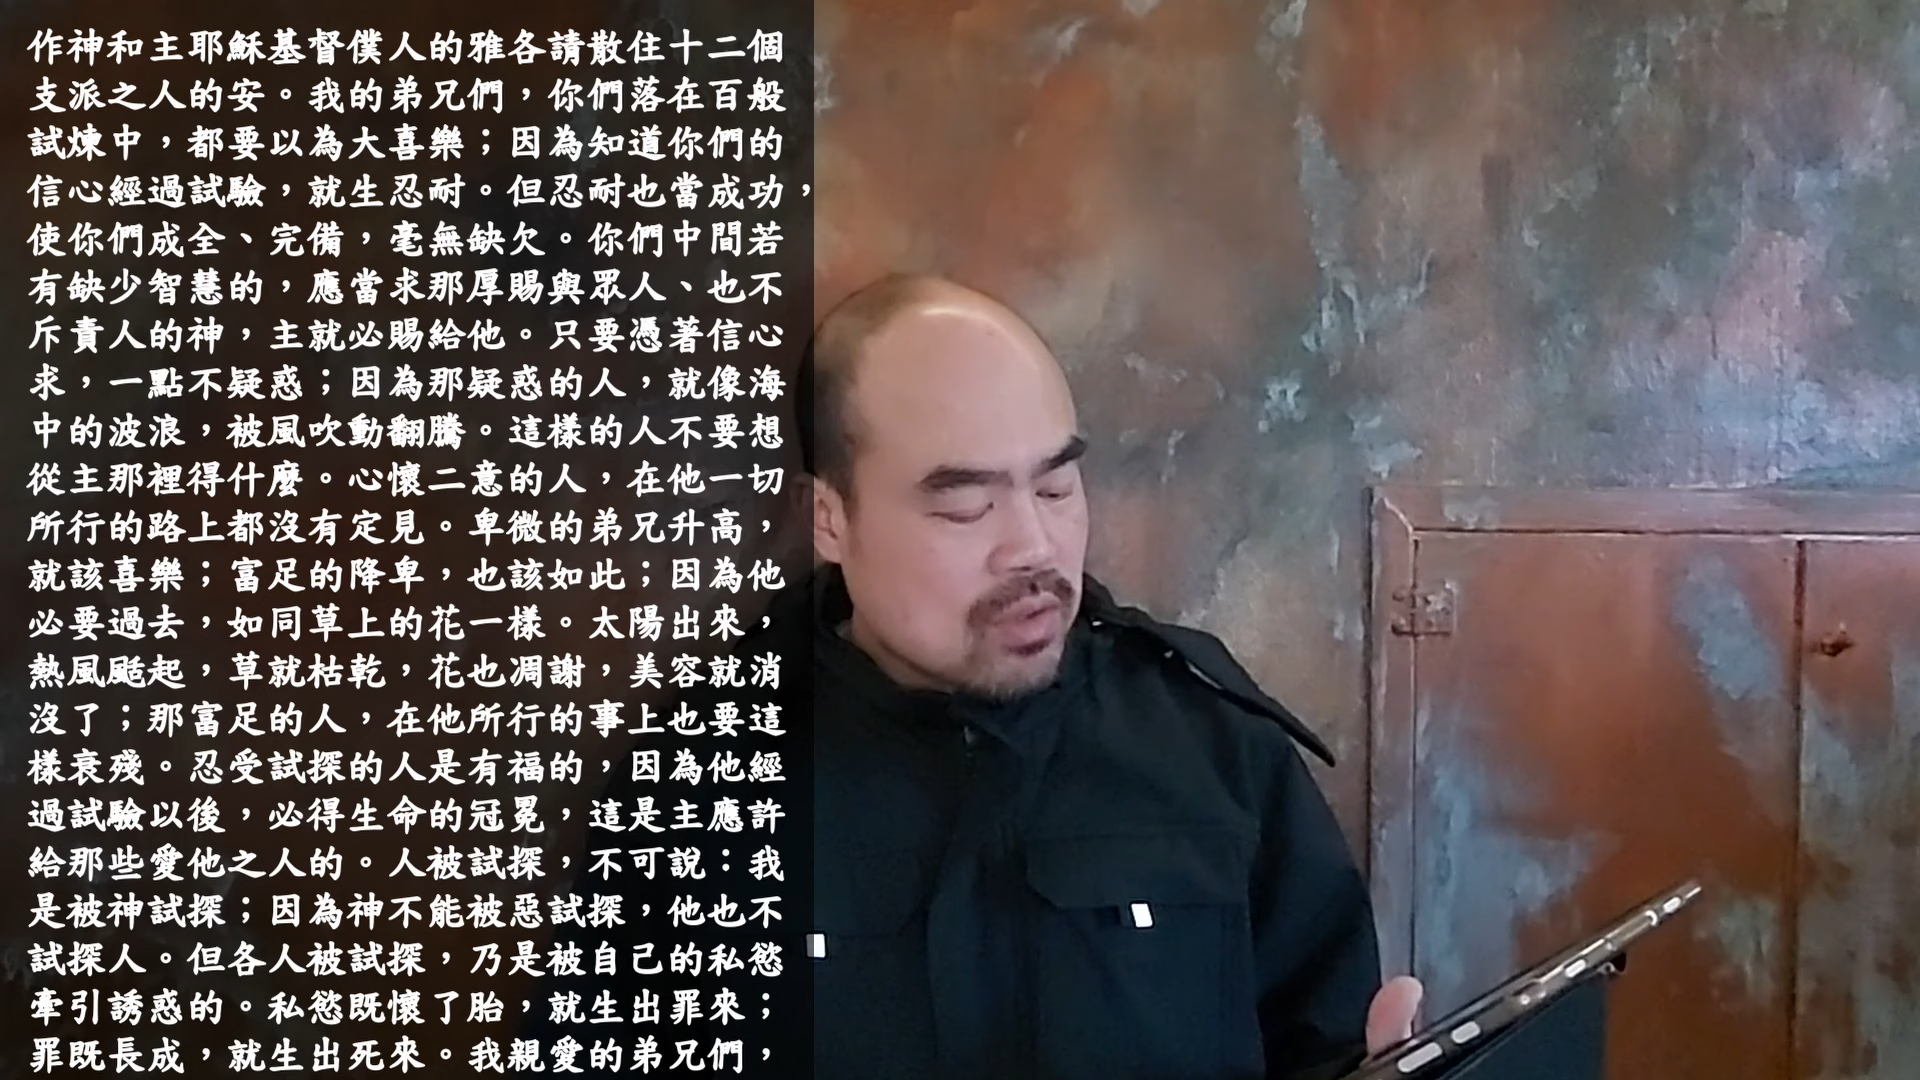 作神和主耶穌基督僕人的雅各請散住十二個
支派之人的安。我的弟兄們，你們落在百般
試煉中，都要以為大喜樂；因為知道你們的
信心經過試驗，就生忍耐。但忍耐也當成功，
使你們成全、完備，毫無缺欠。你們中間若
有缺少智慧的，應當求那厚賜與眾人、也不
斥責人的神，主就必賜給他。只要憑著信心
求，一點不疑惑；因為那疑惑的人，就像海
中的波浪，被風吹動翻騰。這樣的人不要想
從主那裡得什麼。心懷二意的人，在他一切
所行的路上都沒有定見。卑微的弟兄升高，
就該喜樂；富足的降卑，也該如此；因為他
必要過去，如同草上的花一樣。太陽出來，
熱風颳起，草就枯乾，花也凋謝，美容就消
沒了；那富足的人，在他所行的事上也要這
樣衰殘。忍受試探的人是有福的，因為他經
過試驗以後，必得生命的冠冕，這是主應許
給那些愛他之人的。人被試探，不可說：我
是被神試探；因為神不能被惡試探，他也不
試探人。但各人被試探，乃是被自己的私慾
牽引誘惑的。私慾既懷了胎，就生出罪來；
罪既長成，就生出死來。我親愛的弟兄們，